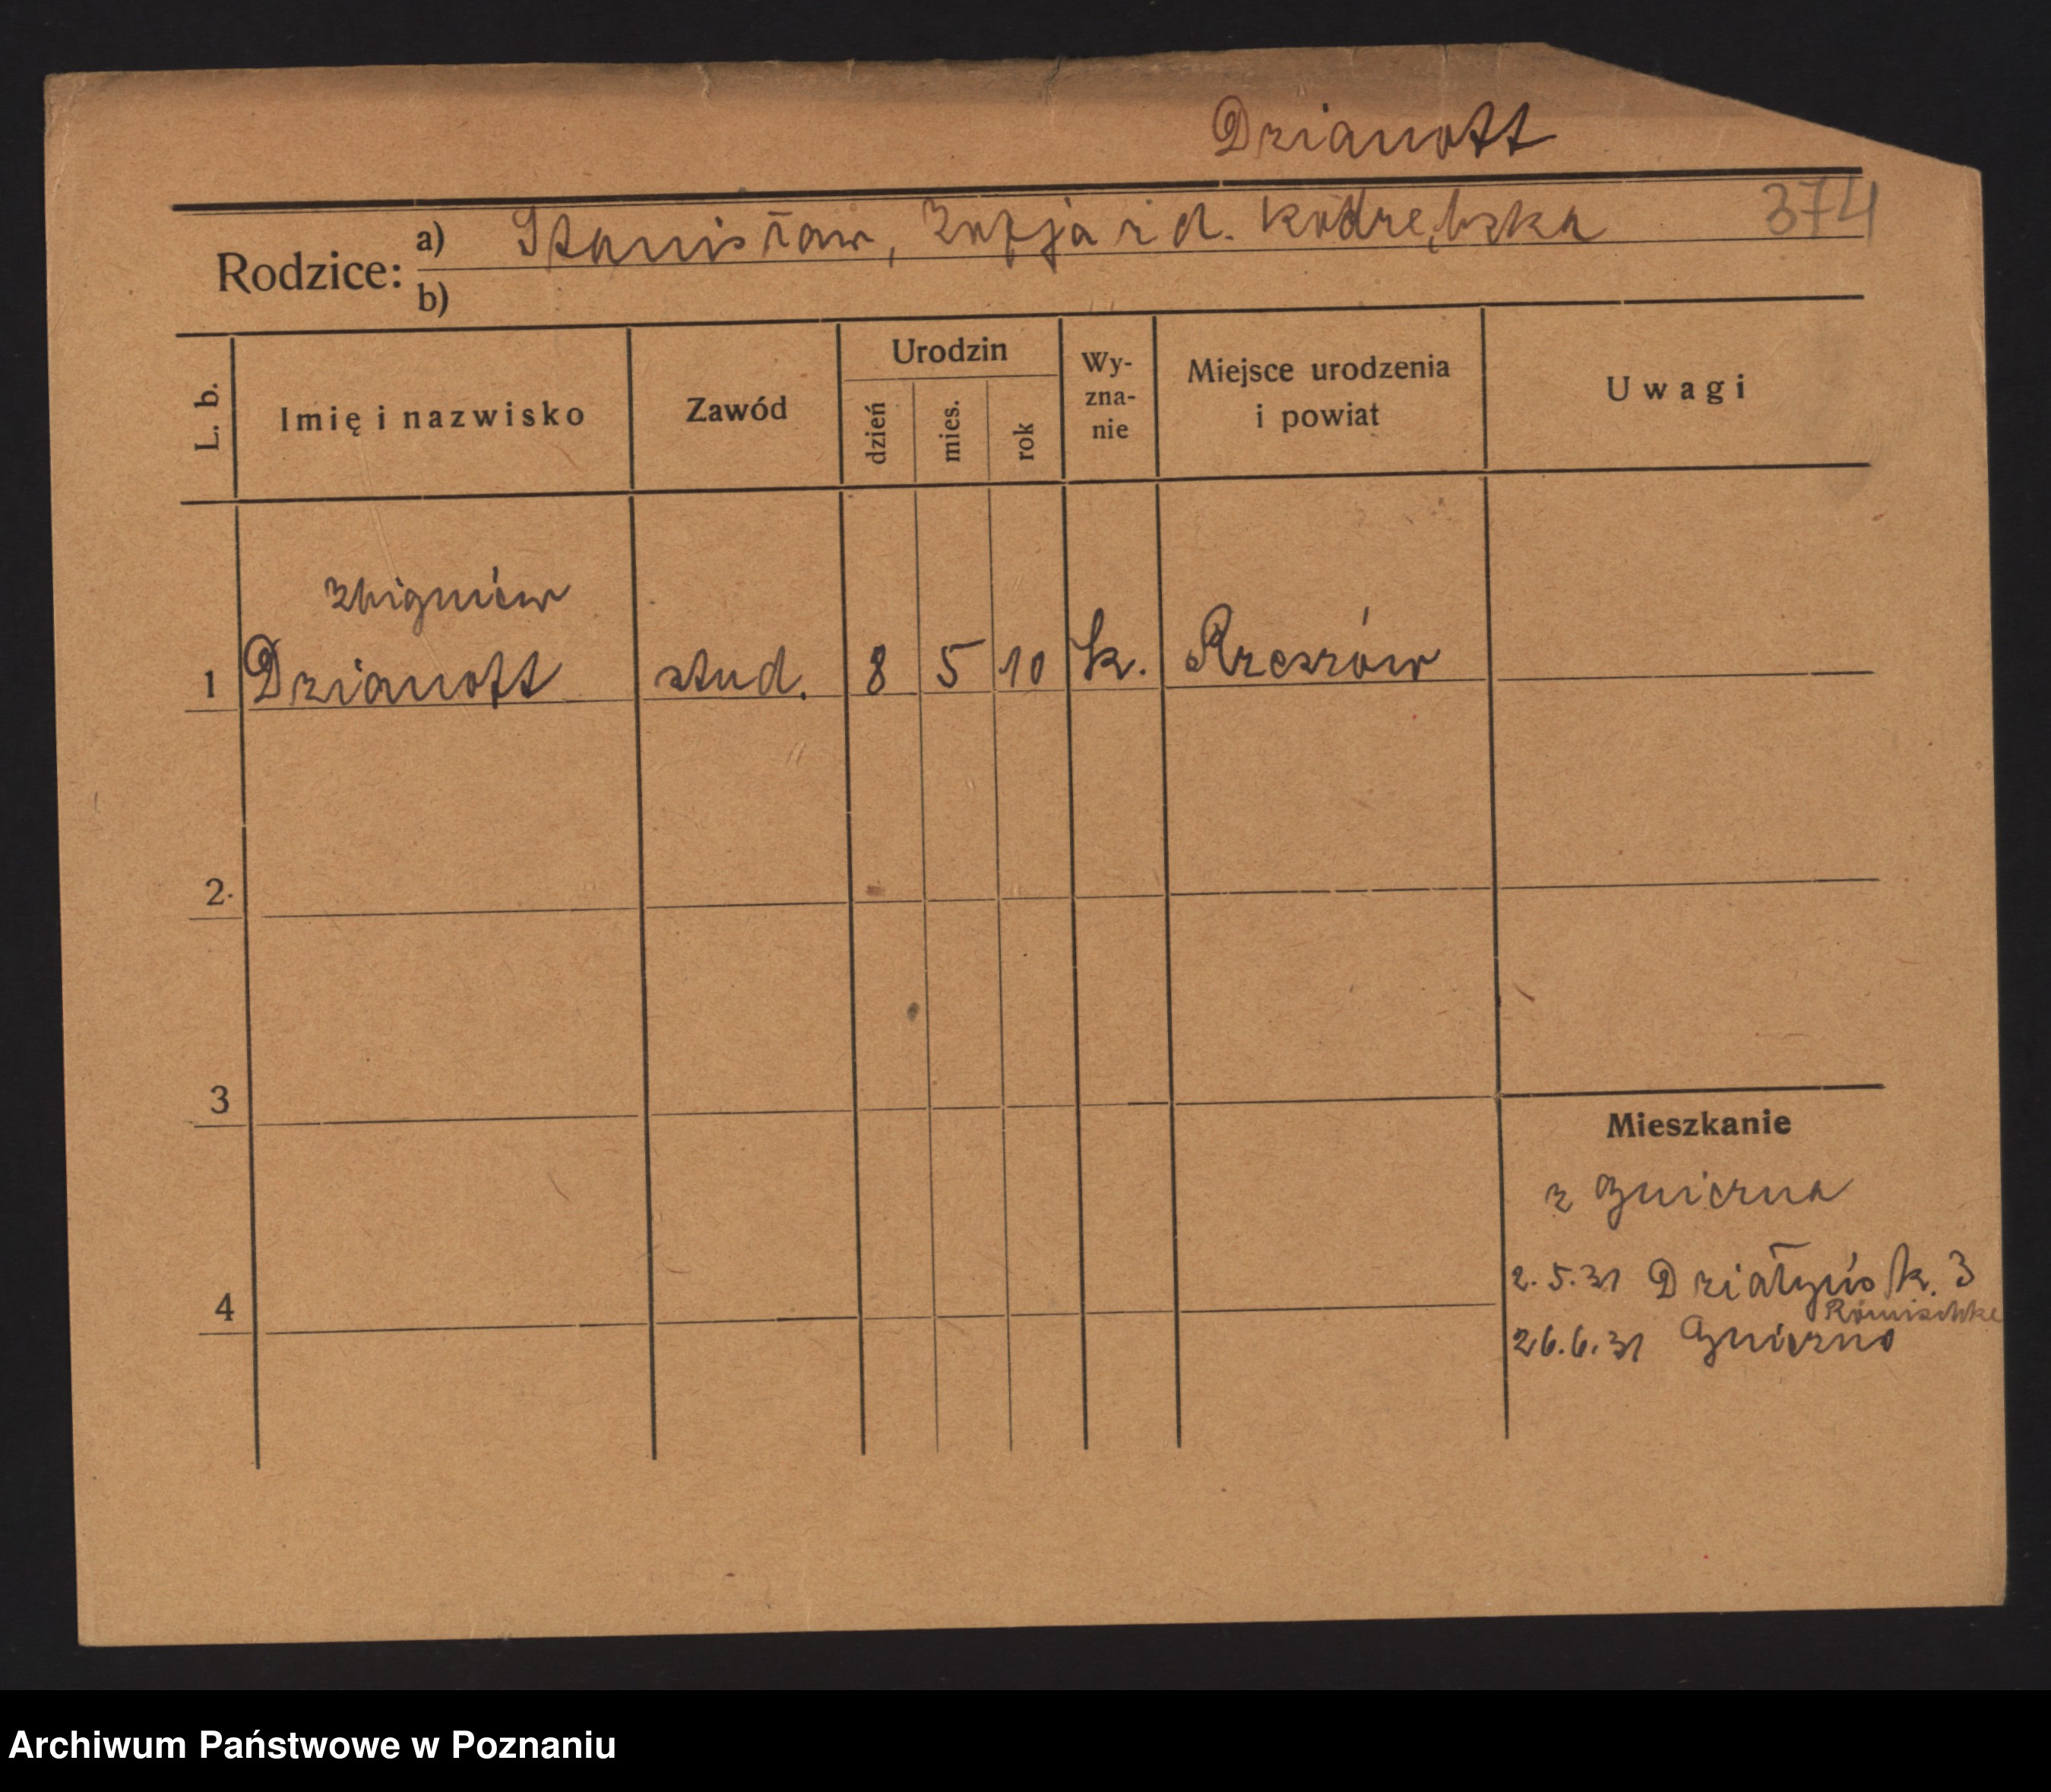 Dzianott
374
Rodzice: a) Stanisław, Zofja z d. Kodrębska
b)
L. b. Imię i nazwisko Zawód Urodzin dzień mies. rok Wy- zna- nie Miejsce urodzenia i powiat Uwagi
Zbigniew
1 Dzianott stud. 8 5 10 k. Rzeszów
2.
3
Mieszkanie
z Gniezna
2.5.31 Działyńsk. 3
4
26.6.31 Gniezno
Archiwum Państwowe w Poznaniu